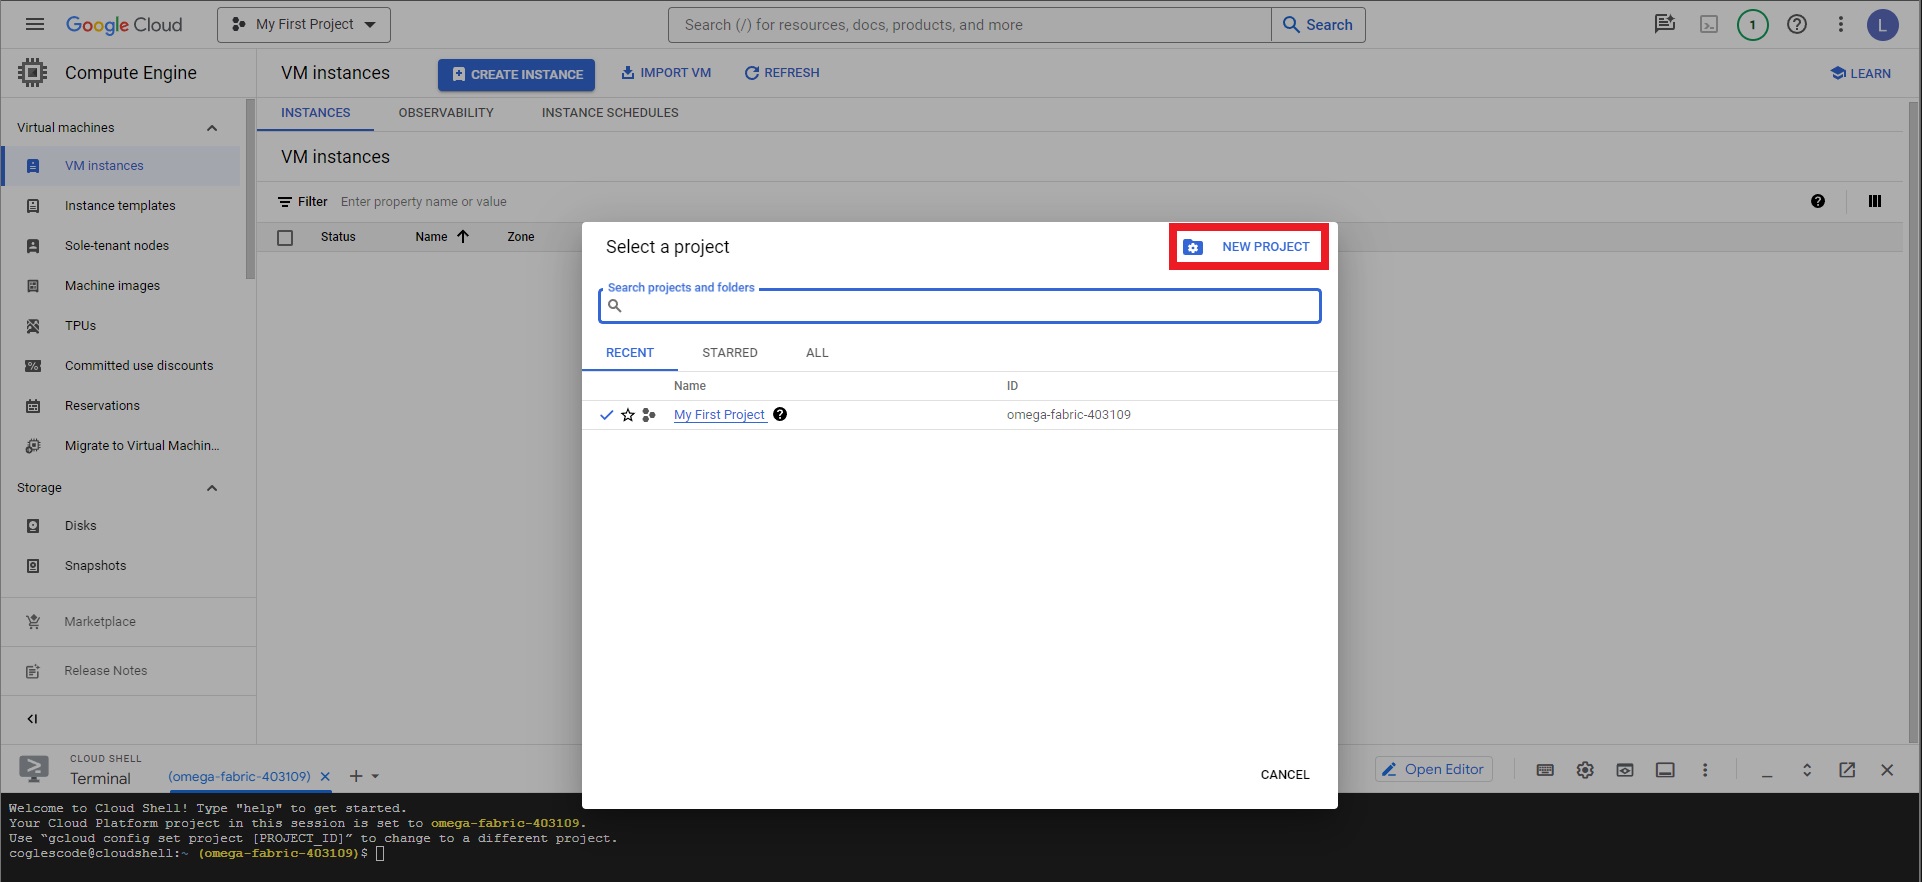 Google Cloud
My First Project
Search (/) for resources, docs, products, and more
Search
1
L
Compute Engine
VM instances
CREATE INSTANCE
IMPORT VM
REFRESH
LEARN
Virtual machines
VM instances
Instance templates
Sole-tenant nodes
Machine images
TPUs
Committed use discounts
Reservations
Migrate to Virtual Machin...
Storage
Disks
Snapshots
Marketplace
Release Notes
INSTANCES
OBSERVABILITY
INSTANCE SCHEDULES
VM instances
Filter
Enter property name or value
Status
Name
Zone
Select a project
NEW PROJECT
Search projects and folders
RECENT
STARRED
ALL
Name
ID
My First Project
omega-fabric-403109
CANCEL
CLOUD SHELL
Terminal
(omega-fabric-403109)
Open Editor
Welcome to Cloud Shell! Type "help" to get started.
Your Cloud Platform project in this session is set to omega-fabric-403109.
Use “gcloud config set project [PROJECT_ID]” to change to a different project.
coglescode@cloudshell:~ (omega-fabric-403109)$